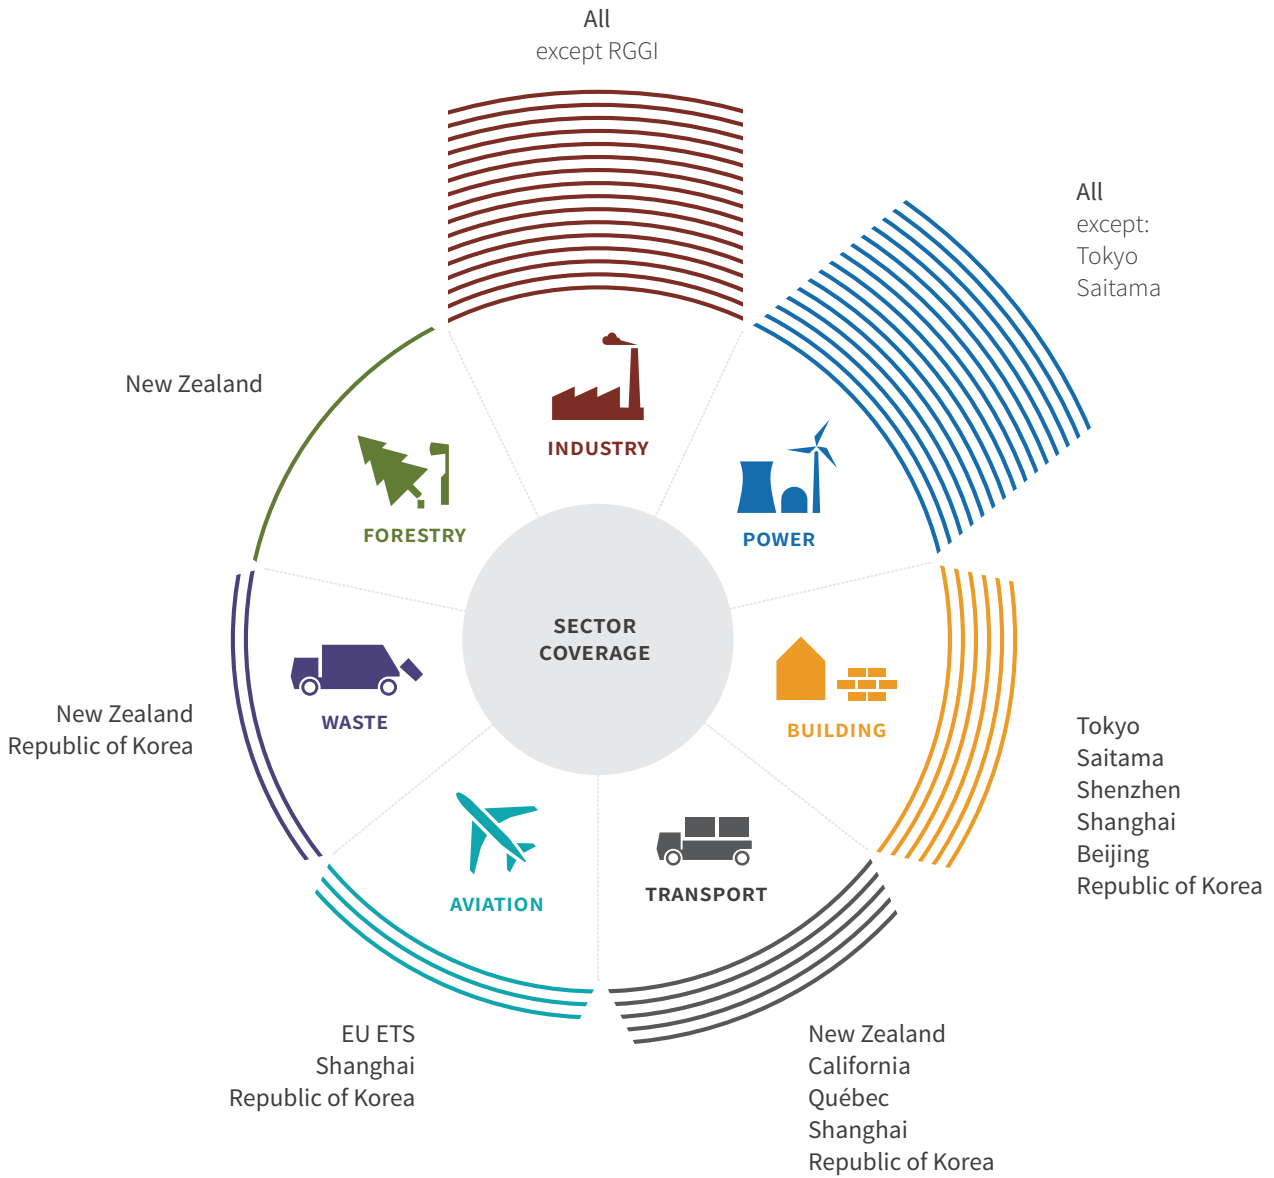 All
except RGGI
All
except:
Tokyo
Saitama
New Zealand
INDUSTRY
FORESTRY
POWER
SECTOR
COVERAGE
WASTE
BUILDING
New Zealand
Republic of Korea
Tokyo
Saitama
Shenzhen
Shanghai
Beijing
Republic of Korea
AVIATION
TRANSPORT
EU ETS
Shanghai
Republic of Korea
New Zealand
California
Québec
Shanghai
Republic of Korea